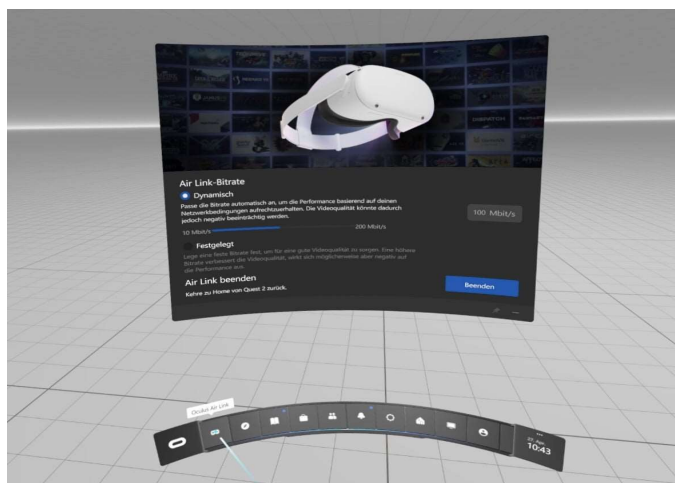 Air Link-Bitrate
Dynamisch
Passe die Bitrate automatisch an, um die Performance basierend auf deinen
Netzwerkbedingungen aufrechtzuerhalten. Die Videoqualität könnte dadurch
jedoch negativ beeinträchtig werden.
100 Mbit/s
10 Mbit/s
200 Mbit/s
Festgelegt
Lege eine feste Bitrate fest, um für eine gute Videoqualität zu sorgen. Eine höhere
Bitrate verbessert die Videoqualität, wirkt sich möglicherweise aber negativ auf
die Performance aus.
Air Link beenden
Kehre zu Home von Quest 2 zurück.
Beenden
Oculus Air Link
27. Apr.
10:43